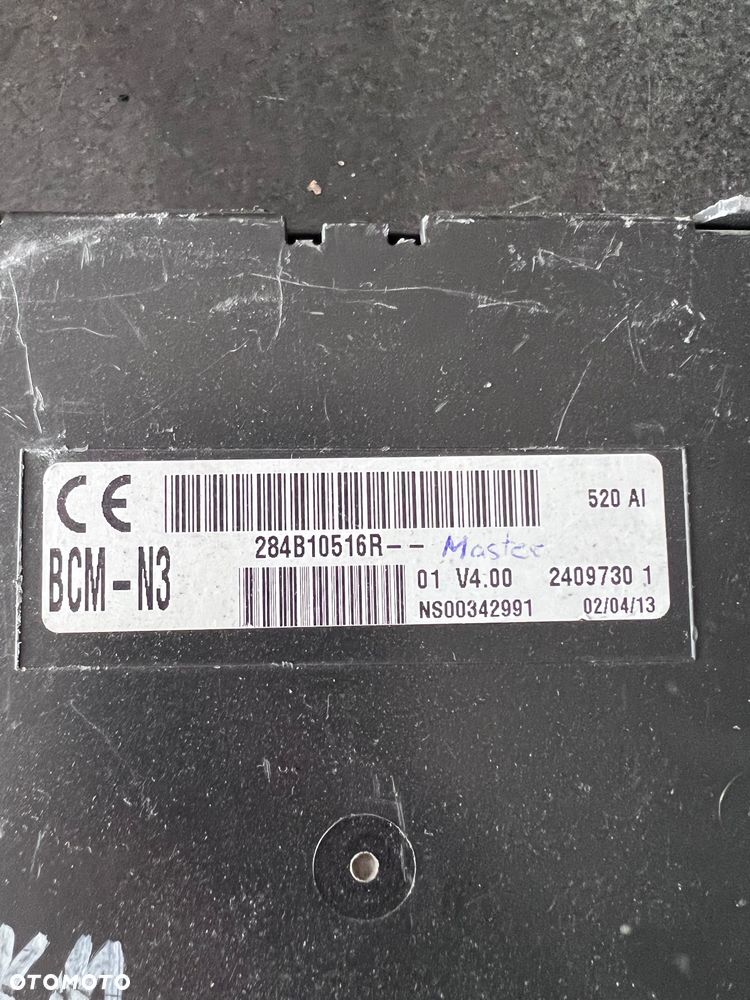 CE 520 AI
284B10516R-- Master
BCM-N3 01 V4.00 2409730 1
NS00342991 02/04/13
OTOMOTO